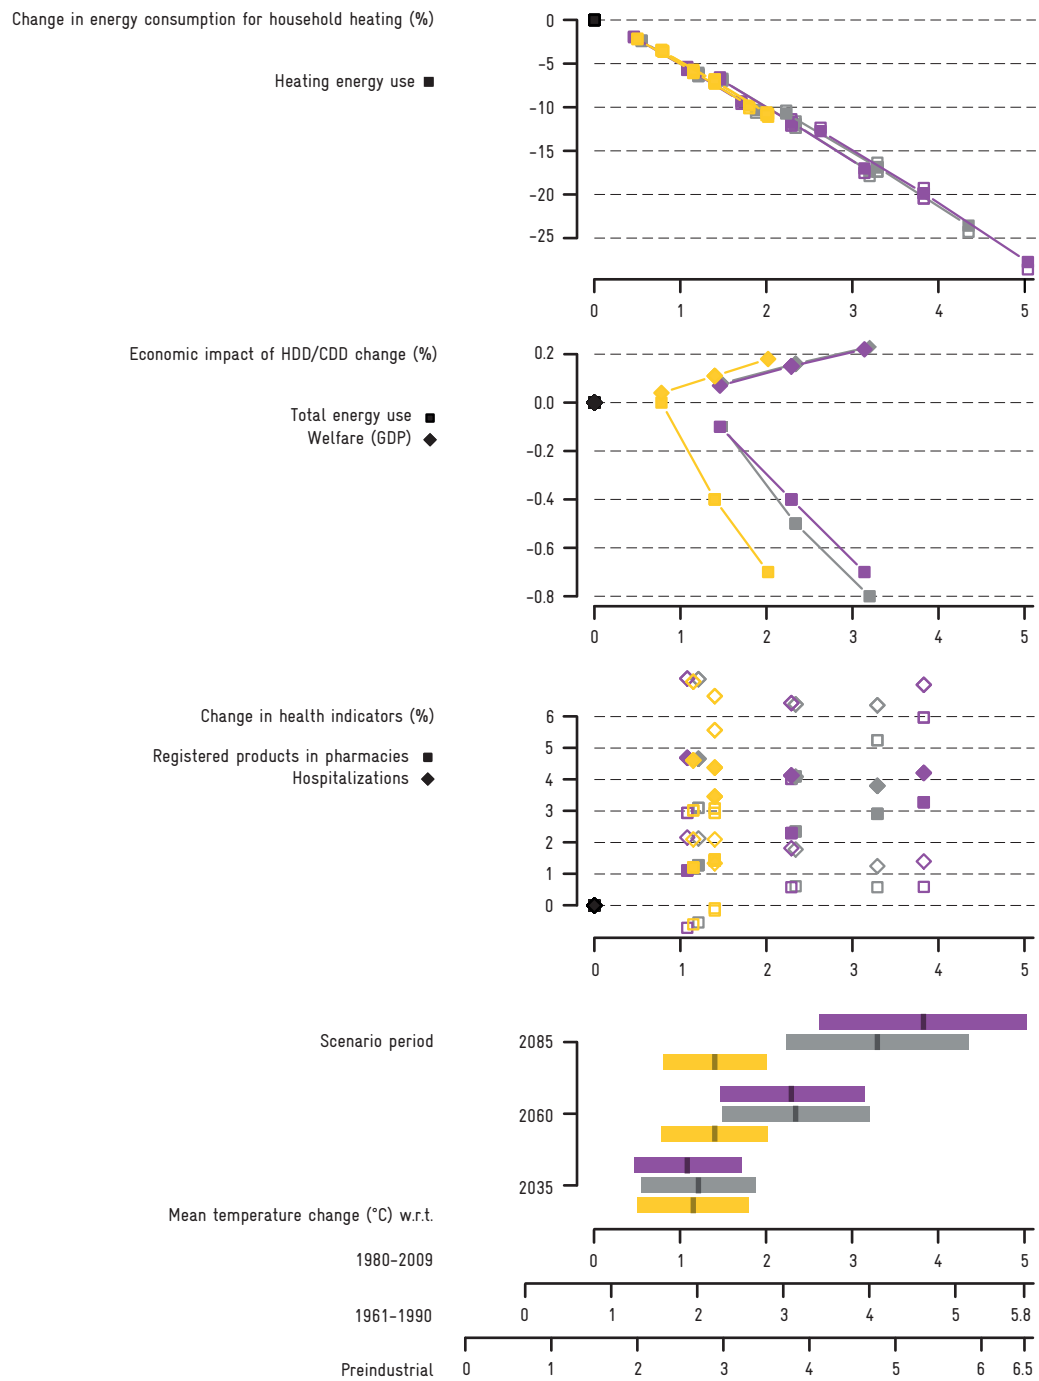 Change in energy consumption for household heating (%)
Heating energy use
0
-5
-10
-15
-20
-25
0 1 2 3 4 5
Economic impact of HDD/CDD change (%)
Total energy use
Welfare (GDP)
0.2
0.0
-0.2
-0.4
-0.6
-0.8
0 1 2 3 4 5
Change in health indicators (%)
Registered products in pharmacies
Hospitalizations
6
5
4
3
2
1
0
0 1 2 3 4 5
Scenario period
2085
2060
2035
Mean temperature change (°C) w.r.t.
1980-2009
0 1 2 3 4 5
1961-1990
0 1 2 3 4 5 5.8
Preindustrial
0 1 2 3 4 5 6 6.5